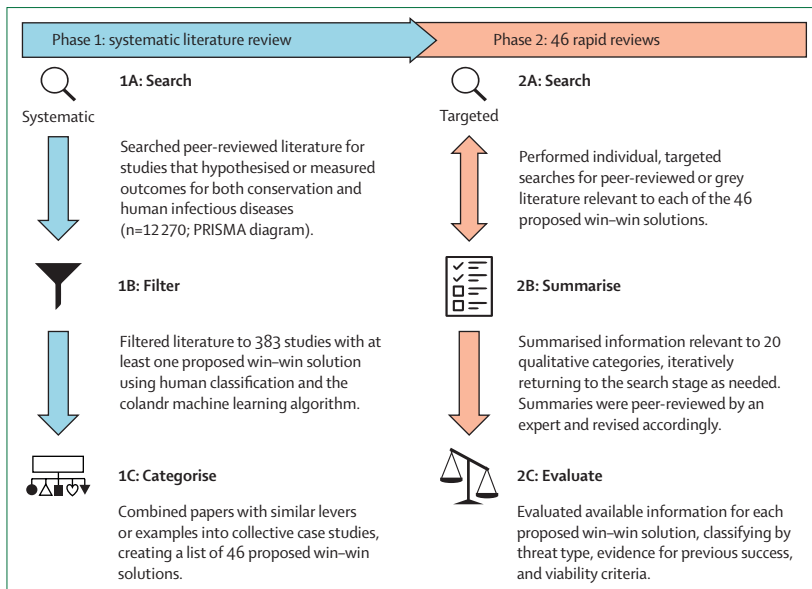 Phase 1: systematic literature review
Phase 2: 46 rapid reviews
1A: Search
Systematic
Searched peer-reviewed literature for
studies that hypothesised or measured
outcomes for both conservation and
human infectious diseases
(n=12 270; PRISMA diagram).
1B: Filter
Filtered literature to 383 studies with at
least one proposed win–win solution
using human classification and the
colandr machine learning algorithm.
1C: Categorise
Combined papers with similar levers
or examples into collective case studies,
creating a list of 46 proposed win–win
solutions.
2A: Search
Targeted
Performed individual, targeted
searches for peer-reviewed or grey
literature relevant to each of the 46
proposed win–win solutions.
2B: Summarise
Summarised information relevant to 20
qualitative categories, iteratively
returning to the search stage as needed.
Summaries were peer-reviewed by an
expert and revised accordingly.
2C: Evaluate
Evaluated available information for each
proposed win–win solution, classifying by
threat type, evidence for previous success,
and viability criteria.